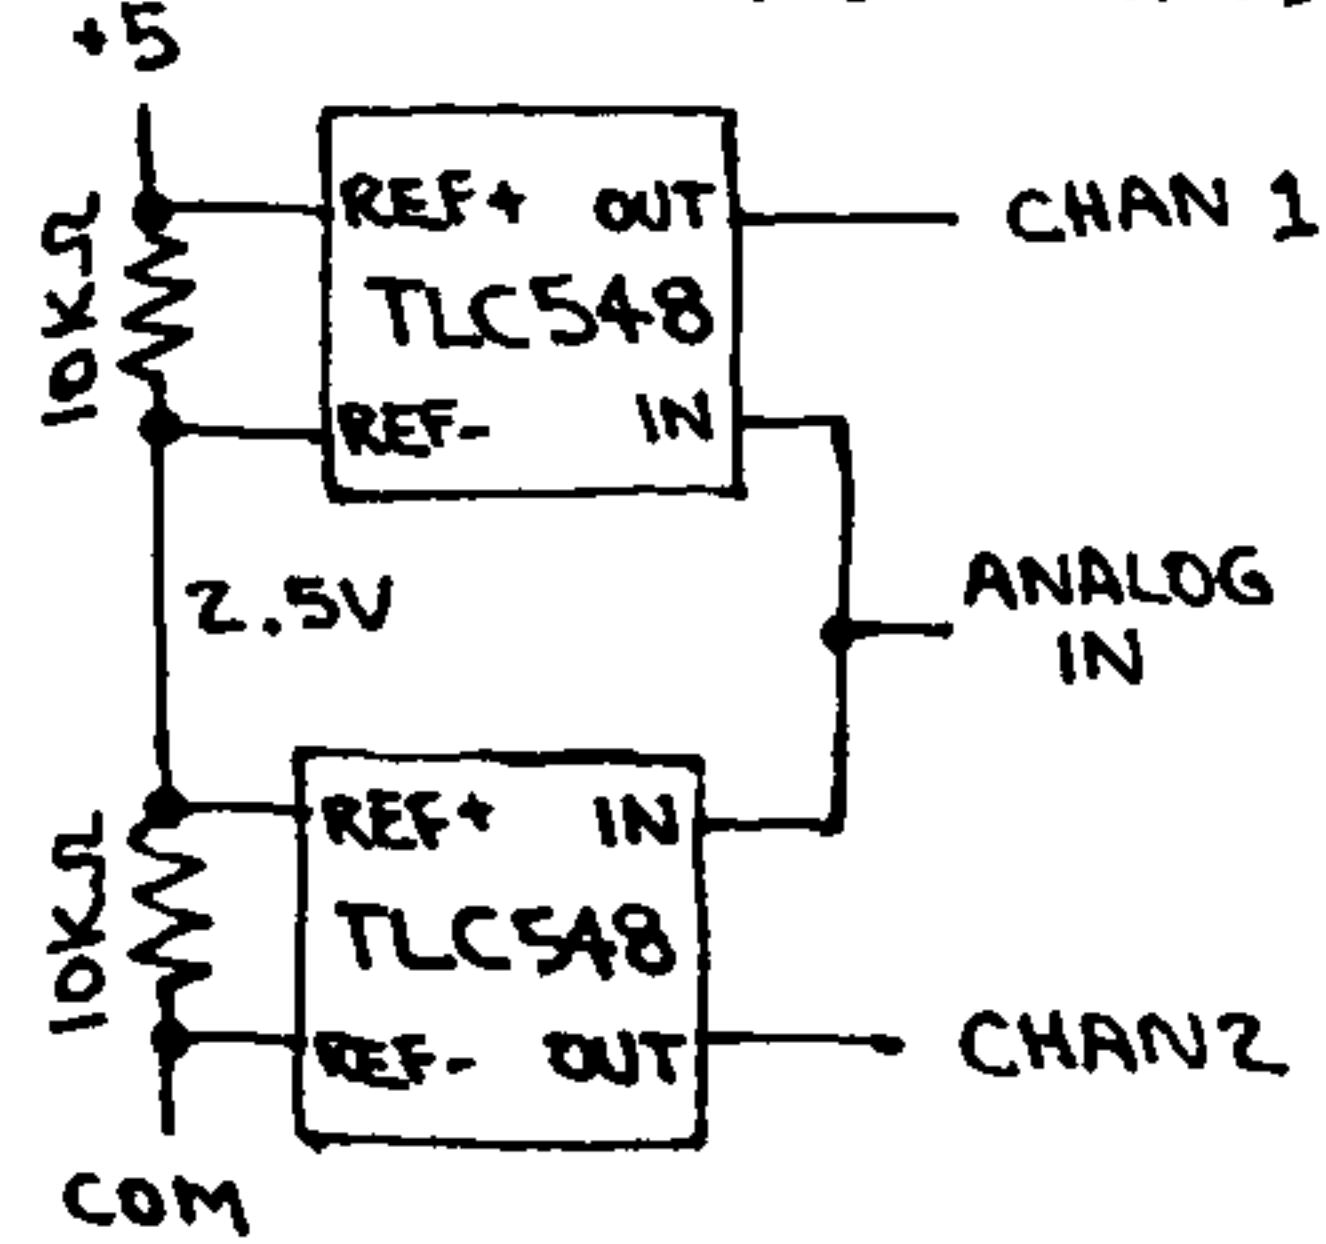 +5
10KΩ
REF+ OUT
TLC548
REF- IN
CHAN 1
2.5V
ANALOG
IN
10KΩ
REF+ IN
TLC548
REF- OUT
CHAN2
COM